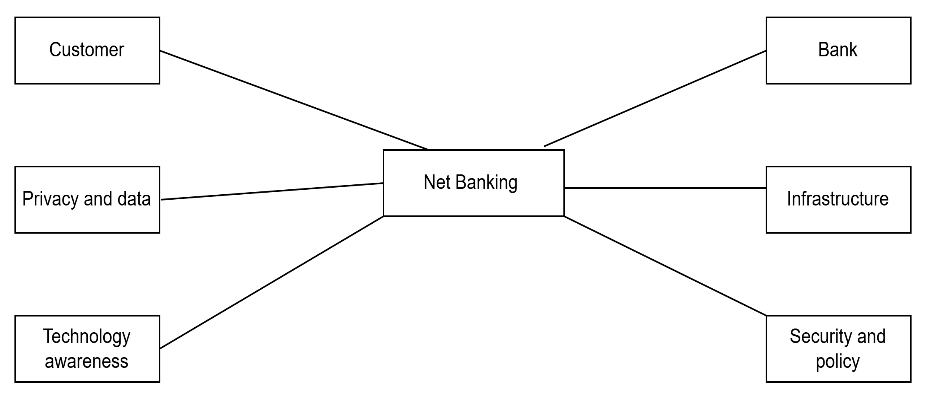 Customer
Bank
Net Banking
Privacy and data
Infrastructure
Technology
awareness
Security and
policy